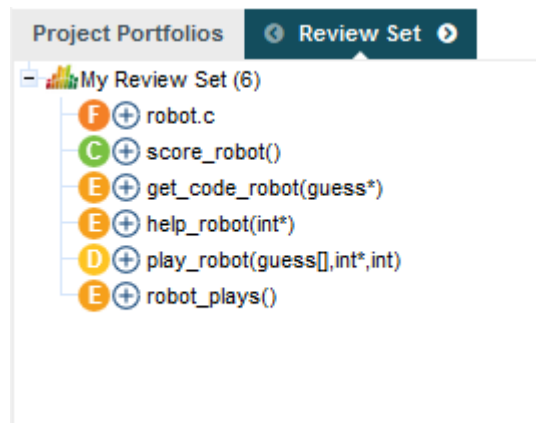 Project Portfolios Review Set
My Review Set (6)
F robot.c
C score_robot()
E get_code_robot(guess*)
E help_robot(int*)
D play_robot(guess[],int*,int)
E robot_plays()